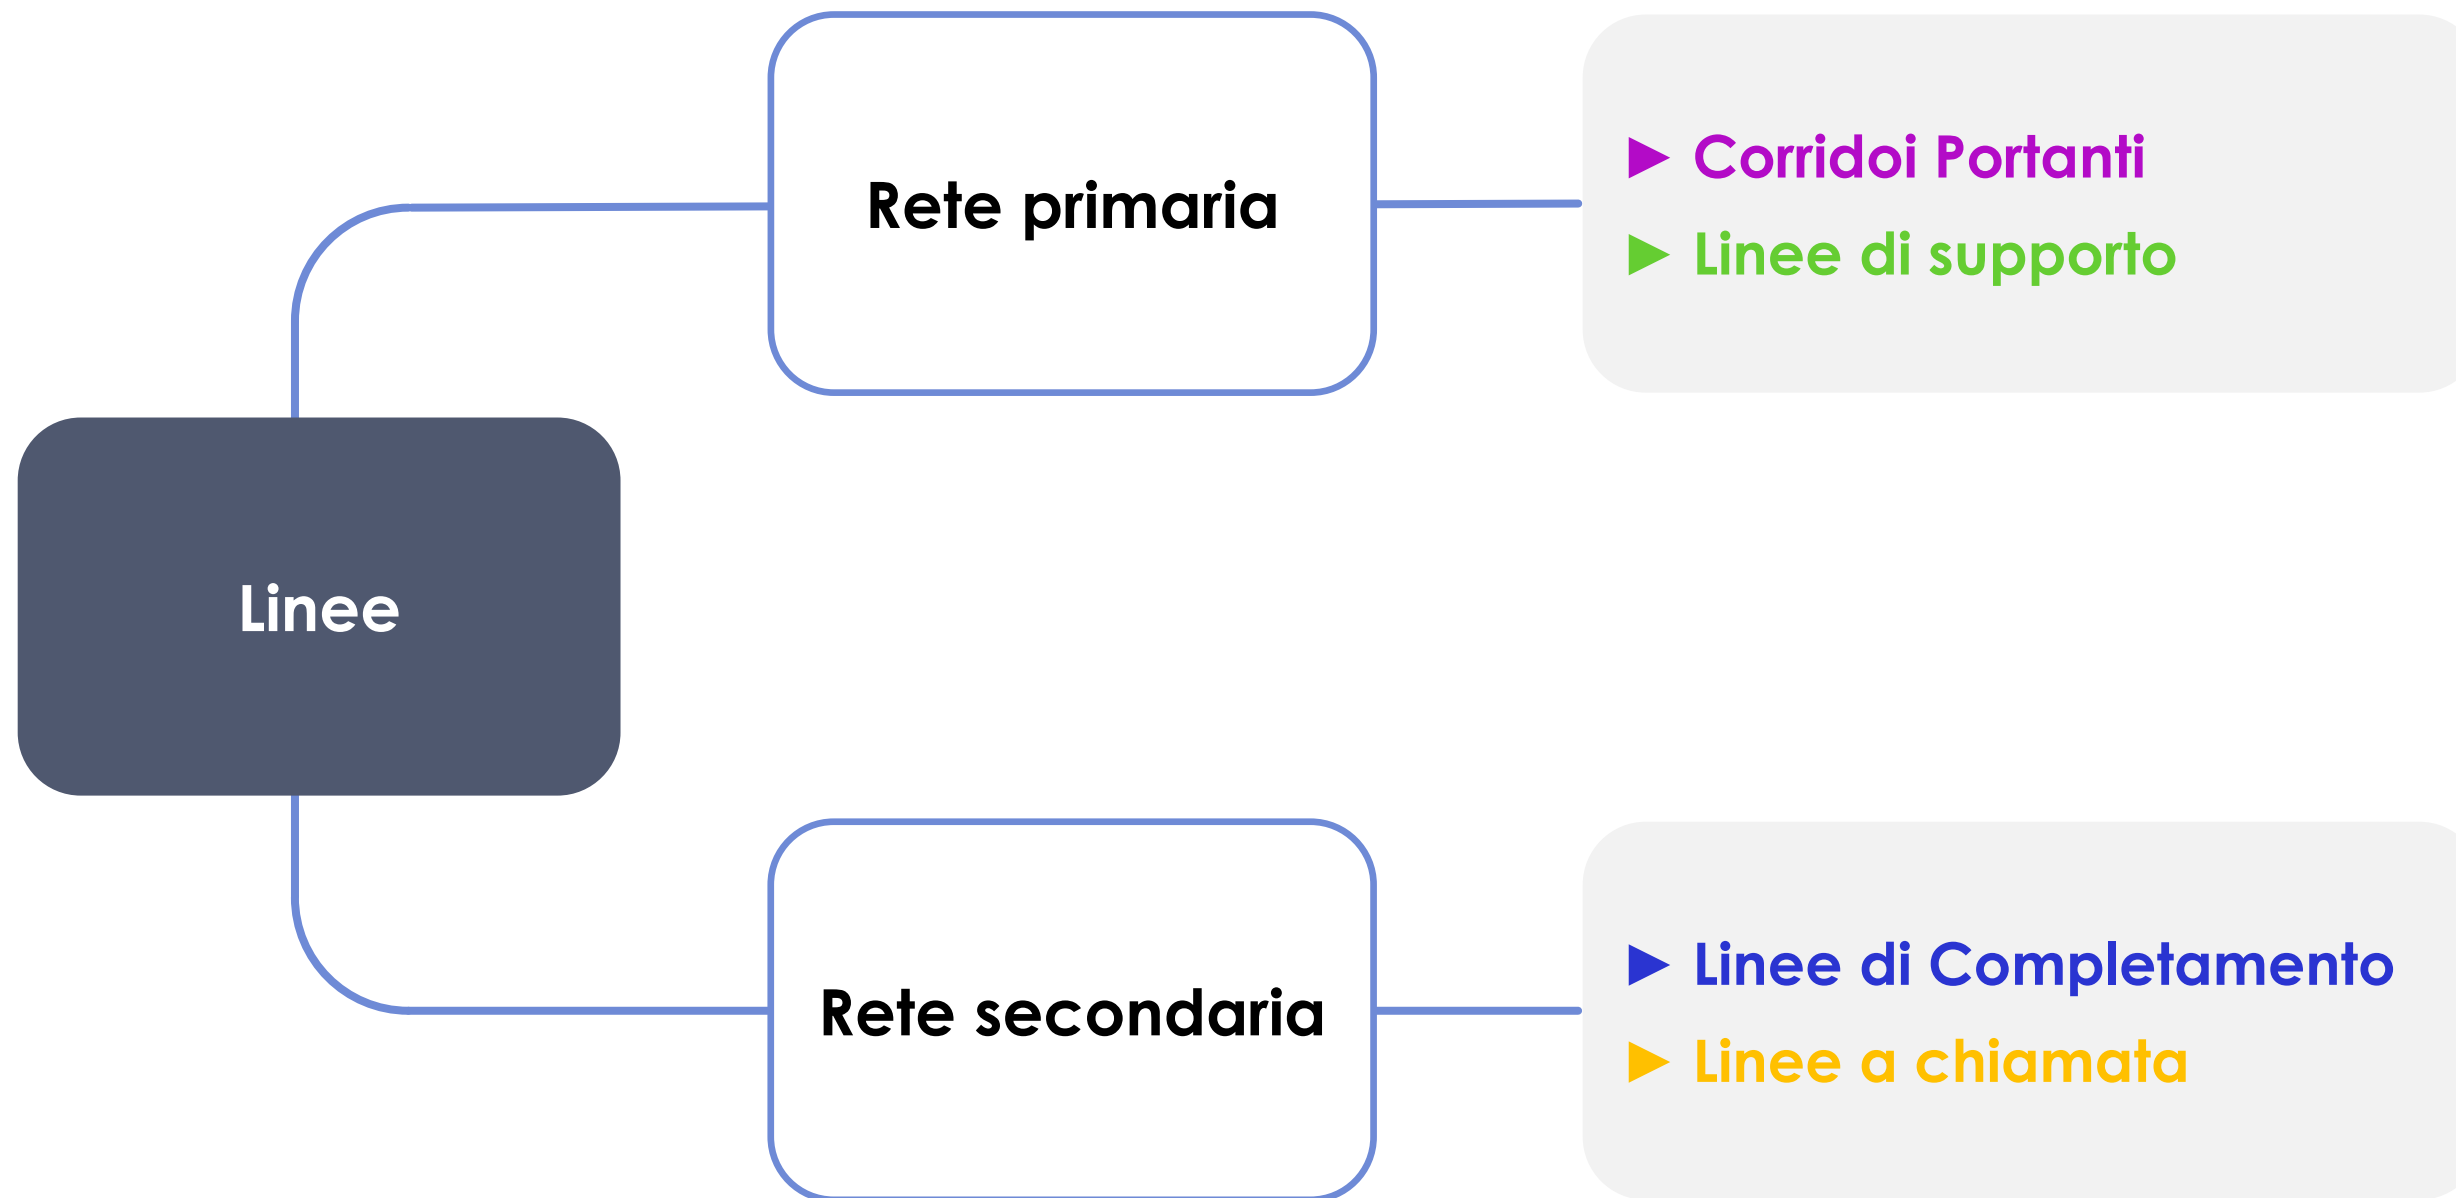 Rete primaria
► Corridoi Portanti
► Linee di supporto
Linee
Rete secondaria
► Linee di Completamento
► Linee a chiamata